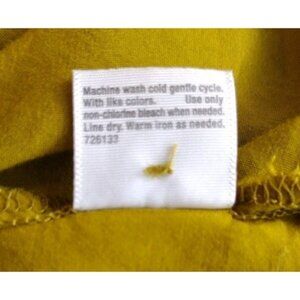 Machine wash cold gentle cycle.
With like colors. Use only
non-chlorine bleach when needed.
Line dry. Warm iron as needed.
726133